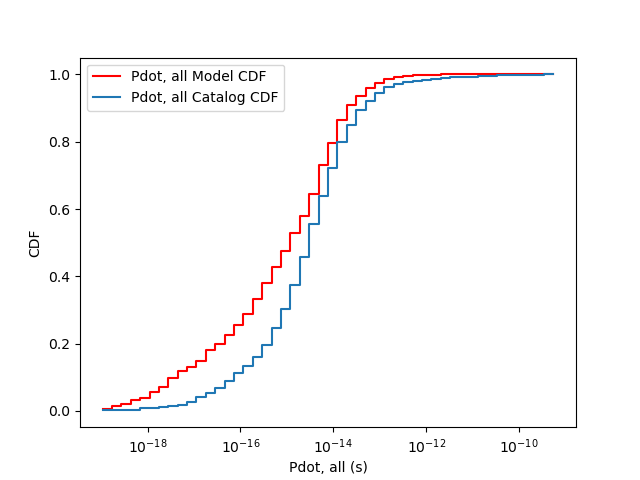 Pdot, all Model CDF
Pdot, all Catalog CDF
CDF
1.0
0.8
0.6
0.4
0.2
0.0
10⁻¹⁸ 10⁻¹⁶ 10⁻¹⁴ 10⁻¹² 10⁻¹⁰
Pdot, all (s)